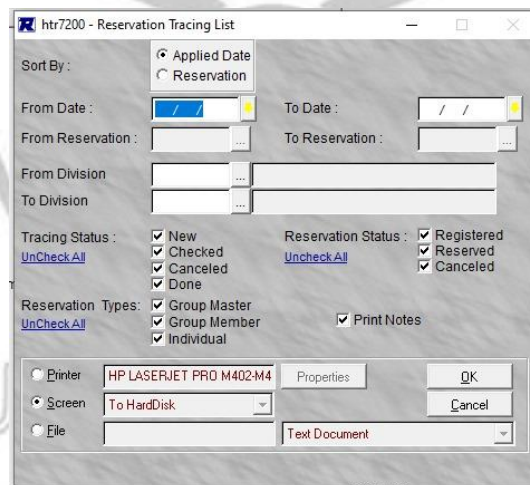 htr7200 - Reservation Tracing List
Sort By :
Applied Date
Reservation
From Date : / /
To Date : / /
From Reservation : ...
To Reservation : ...
From Division ...
To Division ...
Tracing Status :
UnCheck All
New
Checked
Canceled
Done
Reservation Status :
Uncheck All
Registered
Reserved
Canceled
Reservation Types:
UnCheck All
Group Master
Group Member
Individual
Print Notes
Printer HP LASERJET PRO M402-M4 Properties OK
Screen To HardDisk Cancel
File Text Document